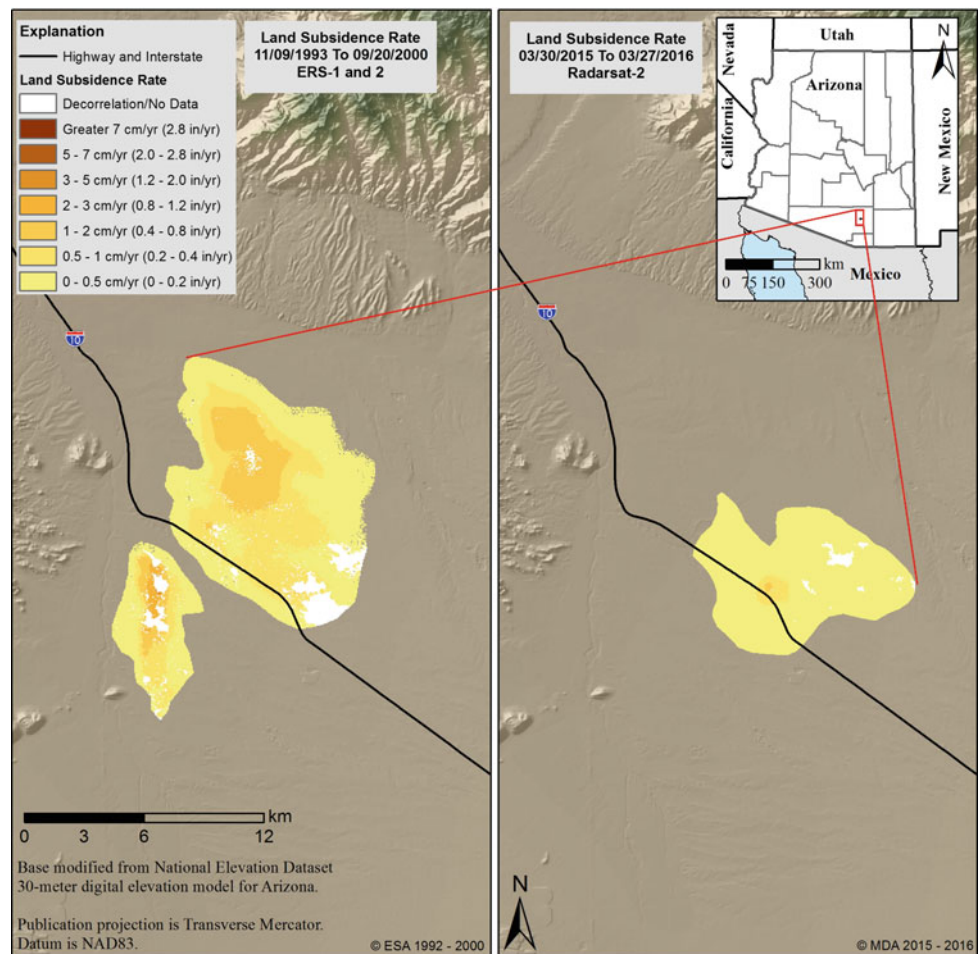 Explanation
Highway and Interstate
Land Subsidence Rate
Decorrelation/No Data
Greater 7 cm/yr (2.8 in/yr)
5 - 7 cm/yr (2.0 - 2.8 in/yr)
3 - 5 cm/yr (1.2 - 2.0 in/yr)
2 - 3 cm/yr (0.8 - 1.2 in/yr)
1 - 2 cm/yr (0.4 - 0.8 in/yr)
0.5 - 1 cm/yr (0.2 - 0.4 in/yr)
0 - 0.5 cm/yr (0 - 0.2 in/yr)
Land Subsidence Rate
11/09/1993 To 09/20/2000
ERS-1 and 2
10
km
0 3 6 12
Base modified from National Elevation Dataset
30-meter digital elevation model for Arizona.
Publication projection is Transverse Mercator.
Datum is NAD83.
© ESA 1992 - 2000
Land Subsidence Rate
03/30/2015 To 03/27/2016
Radarsat-2
Nevada
Utah
N
Arizona
California
New Mexico
km
0 75 150 300
Mexico
10
N
© MDA 2015 - 2016